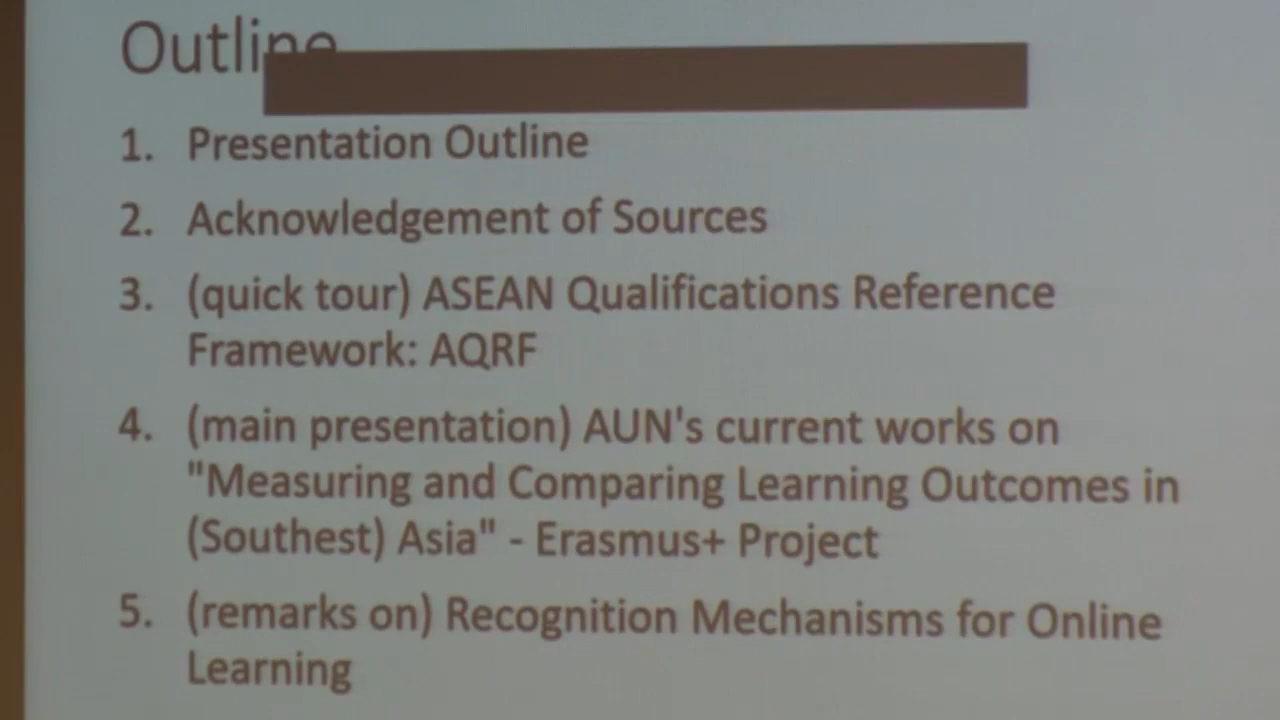 Outline
1. Presentation Outline
2. Acknowledgement of Sources
3. (quick tour) ASEAN Qualifications Reference
Framework: AQRF
4. (main presentation) AUN's current works on
"Measuring and Comparing Learning Outcomes in
(Southest) Asia" - Erasmus+ Project
5. (remarks on) Recognition Mechanisms for Online
Learning